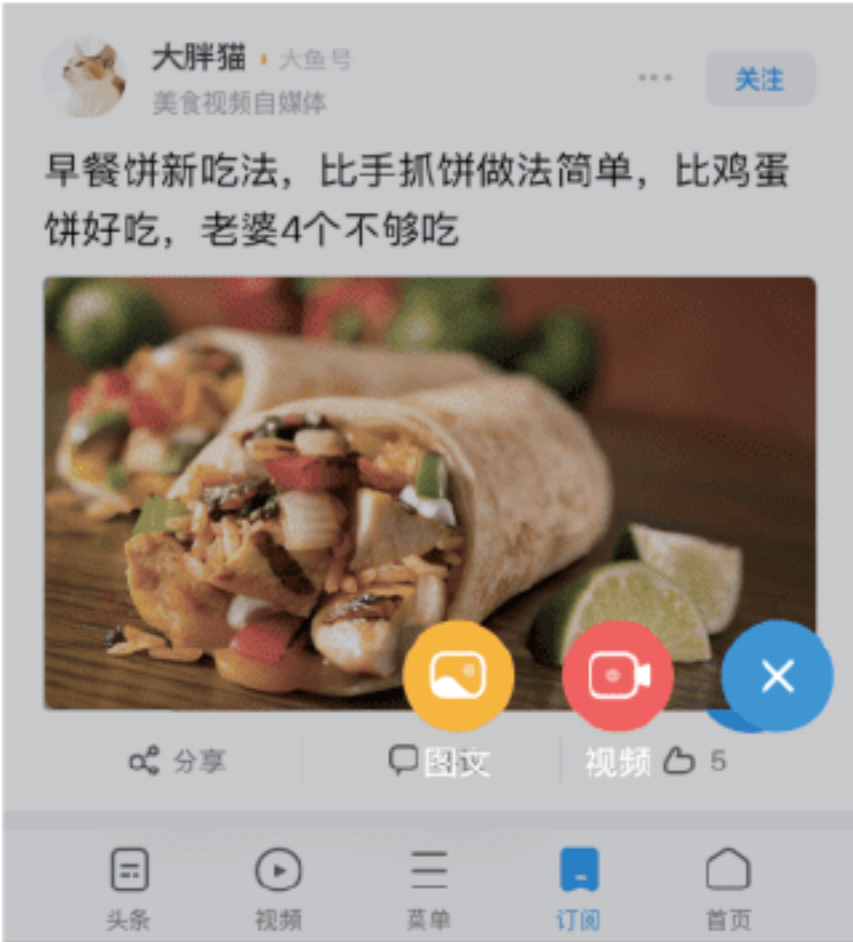 大胖猫 大鱼号
美食视频自媒体
关注
早餐饼新吃法，比手抓饼做法简单，比鸡蛋
饼好吃，老婆4个不够吃
分享
图文
视频
5
头条
视频
菜单
订阅
首页